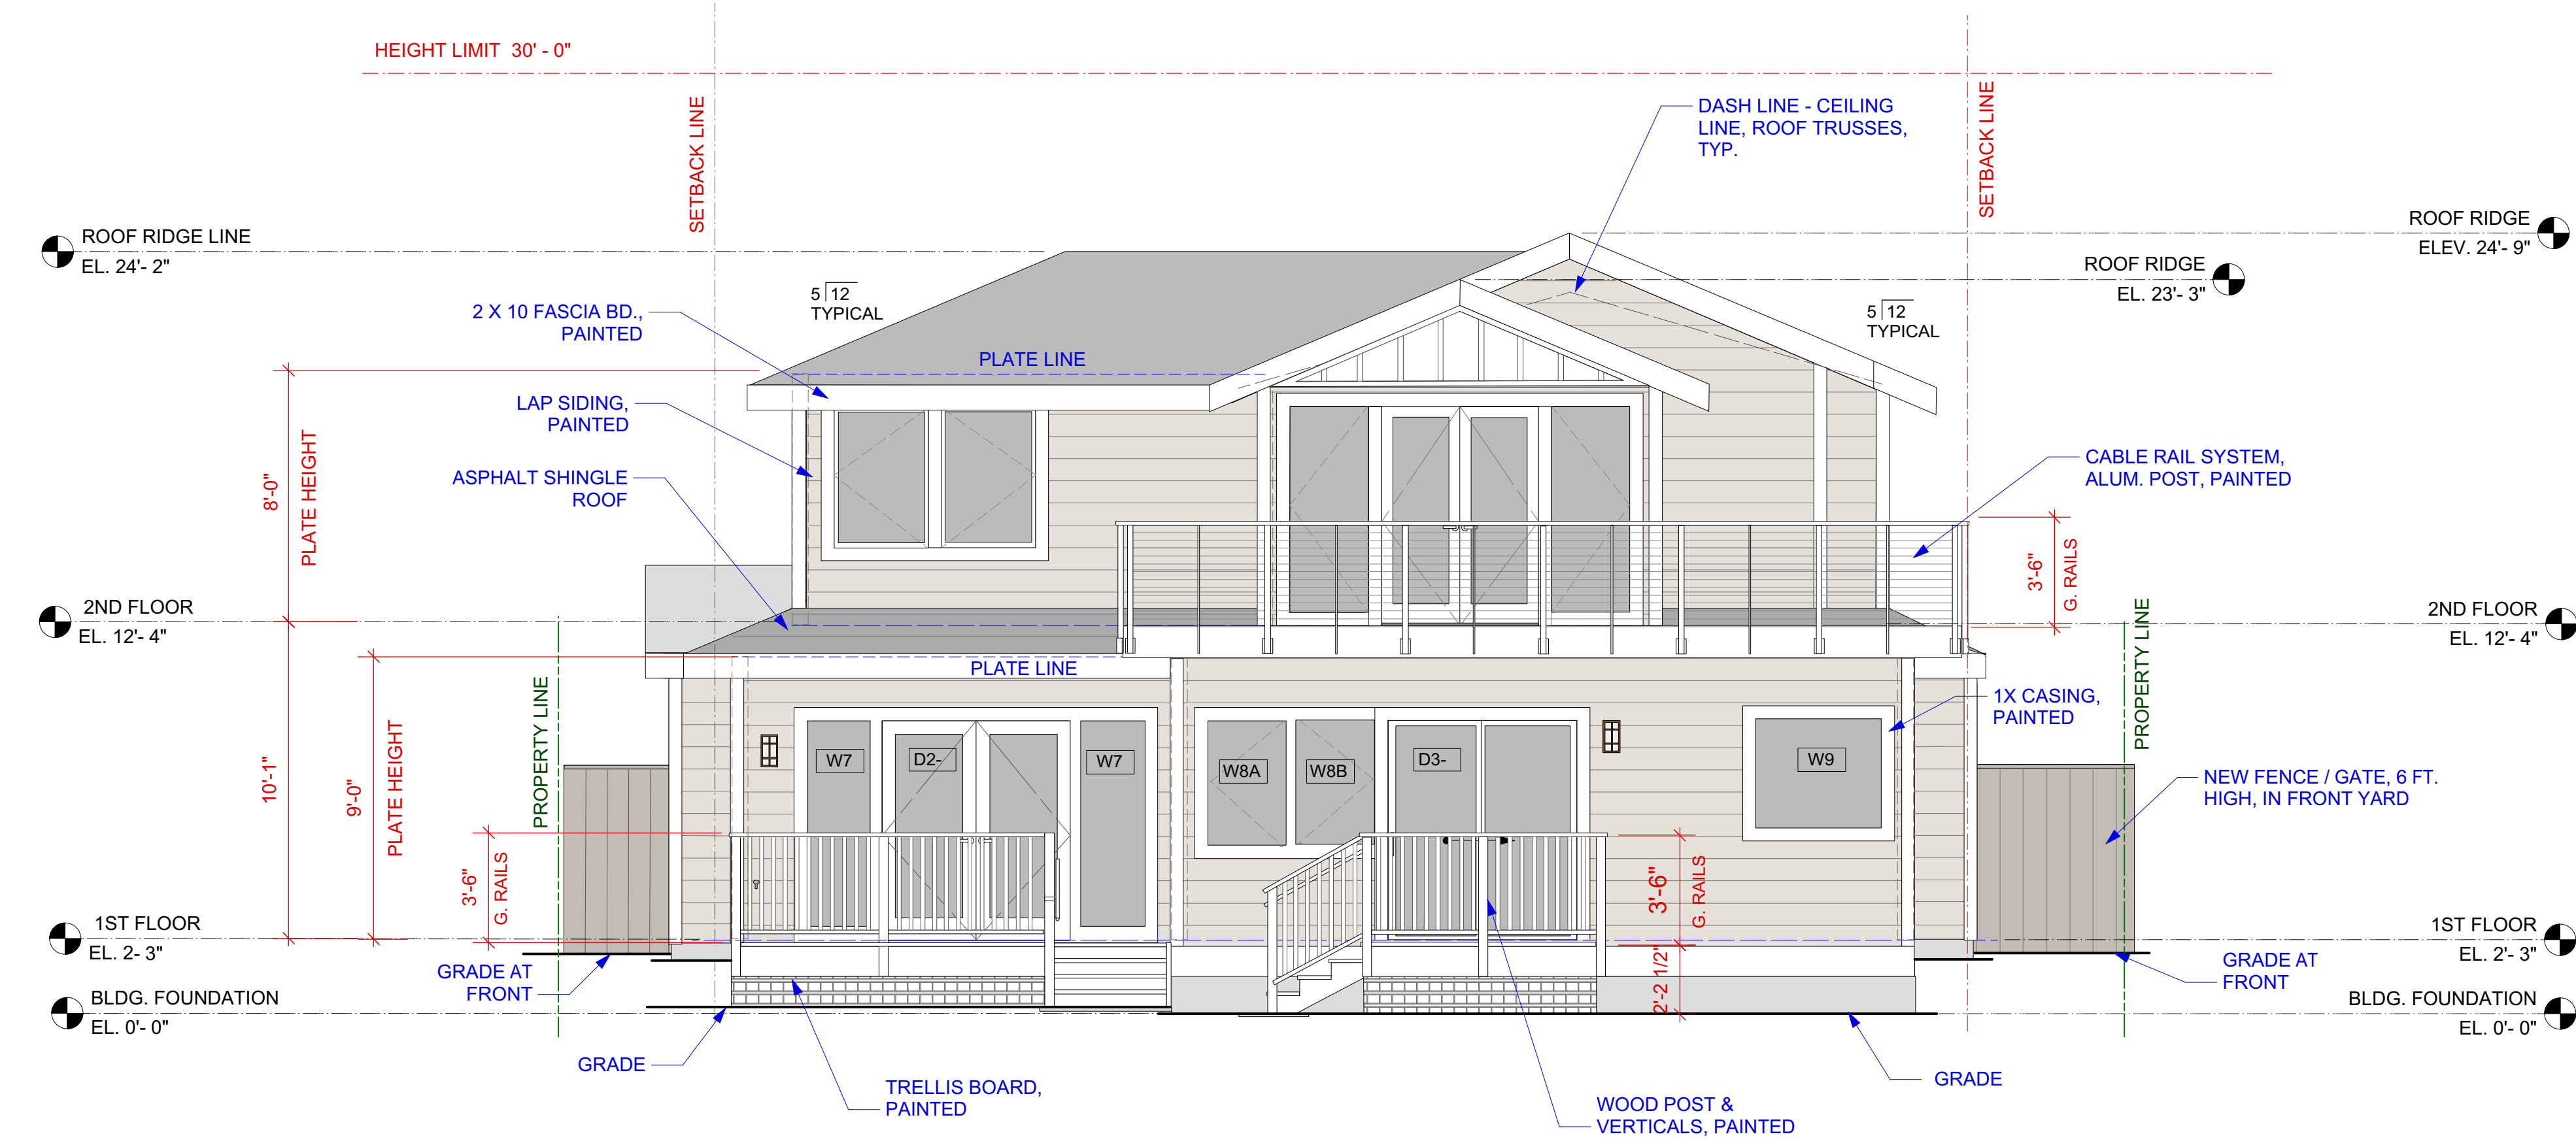 HEIGHT LIMIT 30' - 0"
SETBACK LINE
SETBACK LINE
DASH LINE - CEILING
LINE, ROOF TRUSSES,
TYP.
ROOF RIDGE LINE
EL. 24'- 2"
ROOF RIDGE
ELEV. 24'- 9"
ROOF RIDGE
EL. 23'- 3"
5 12
TYPICAL
5 12
TYPICAL
2 X 10 FASCIA BD.,
PAINTED
PLATE LINE
LAP SIDING,
PAINTED
ASPHALT SHINGLE
ROOF
8'-0"
PLATE HEIGHT
CABLE RAIL SYSTEM,
ALUM. POST, PAINTED
3'-6"
G. RAILS
2ND FLOOR
EL. 12'- 4"
2ND FLOOR
EL. 12'- 4"
PLATE LINE
PROPERTY LINE
PROPERTY LINE
1X CASING,
PAINTED
10'-1"
9'-0"
PLATE HEIGHT
W7
D2-
W7
W8A
W8B
D3-
W9
NEW FENCE / GATE, 6 FT.
HIGH, IN FRONT YARD
3'-6"
G. RAILS
3'-6"
G. RAILS
1ST FLOOR
EL. 2- 3"
1ST FLOOR
EL. 2'- 3"
GRADE AT
FRONT
GRADE AT
FRONT
2'-2 1/2"
BLDG. FOUNDATION
EL. 0'- 0"
BLDG. FOUNDATION
EL. 0'- 0"
GRADE
GRADE
TRELLIS BOARD,
PAINTED
WOOD POST &
VERTICALS, PAINTED